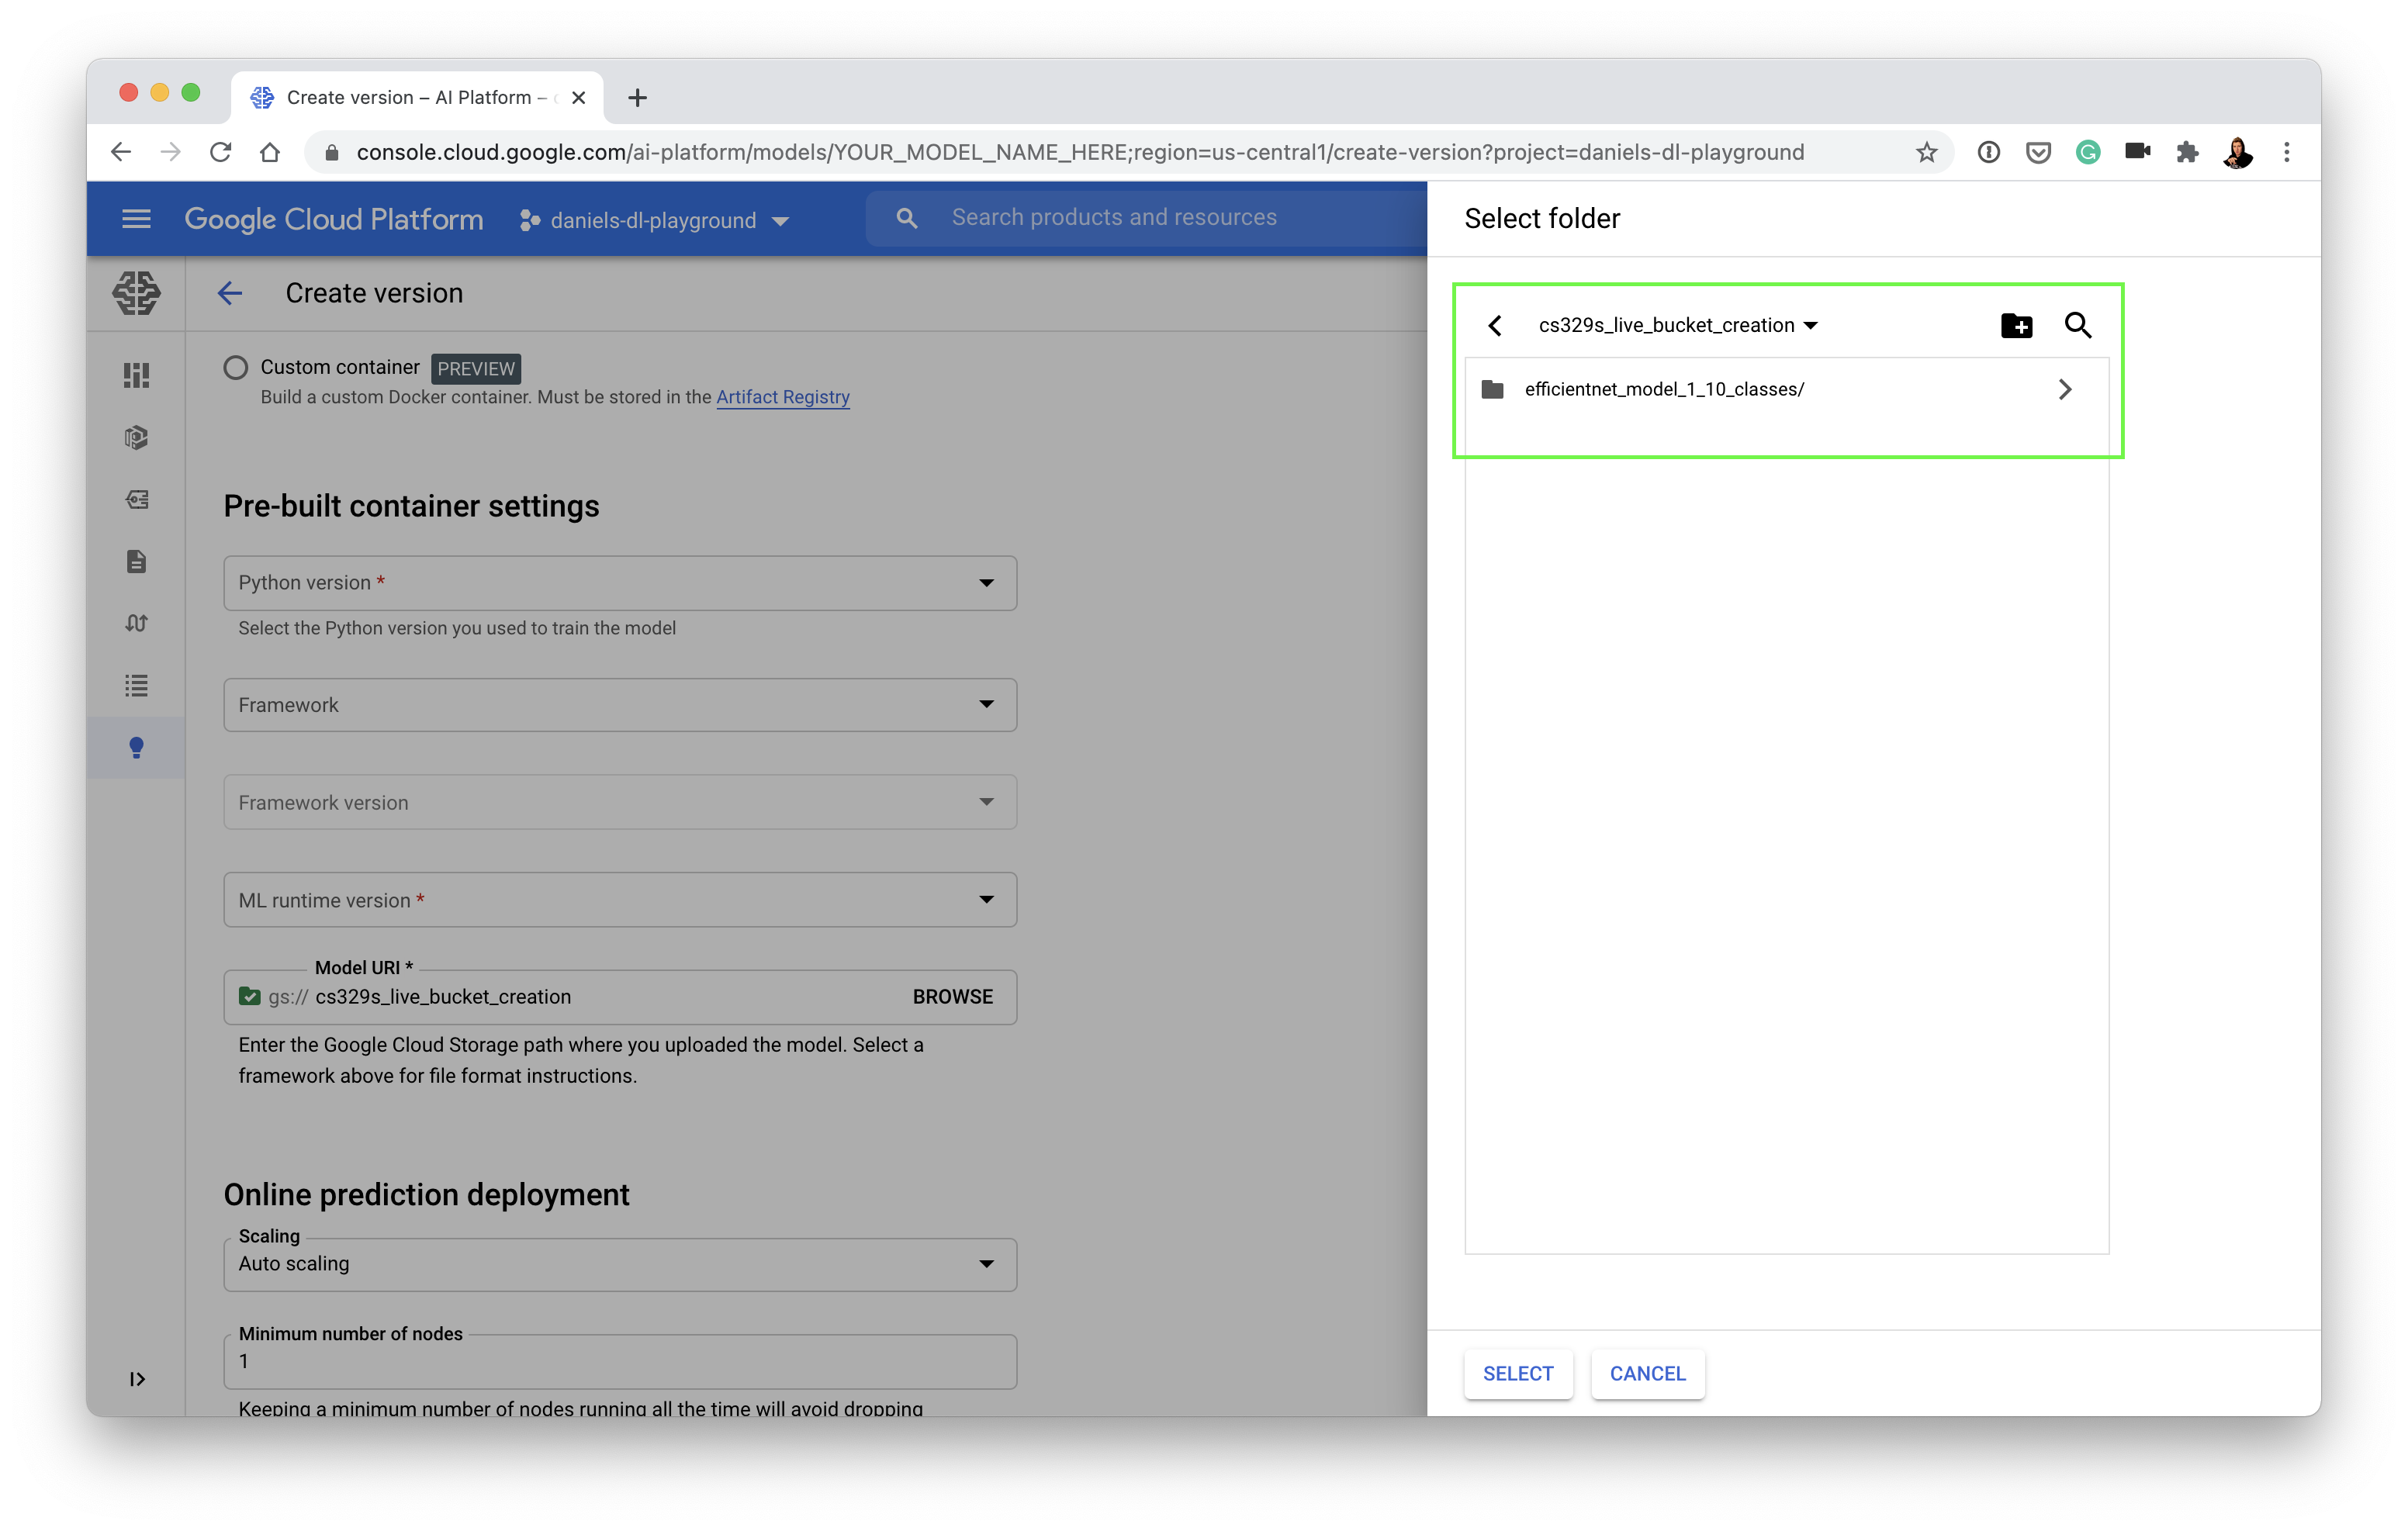 Create version – AI Platform –
console.cloud.google.com/ai-platform/models/YOUR_MODEL_NAME_HERE;region=us-central1/create-version?project=daniels-dl-playground
Google Cloud Platform
daniels-dl-playground
Search products and resources
Create version
Custom container PREVIEW
Build a custom Docker container. Must be stored in the Artifact Registry
Pre-built container settings
Python version *
Select the Python version you used to train the model
Framework
Framework version
ML runtime version *
Model URI *
gs:// cs329s_live_bucket_creation
BROWSE
Enter the Google Cloud Storage path where you uploaded the model. Select a
framework above for file format instructions.
Online prediction deployment
Scaling
Auto scaling
Minimum number of nodes
1
Keeping a minimum number of nodes running all the time will avoid dropping
Select folder
cs329s_live_bucket_creation
efficientnet_model_1_10_classes/
SELECT
CANCEL